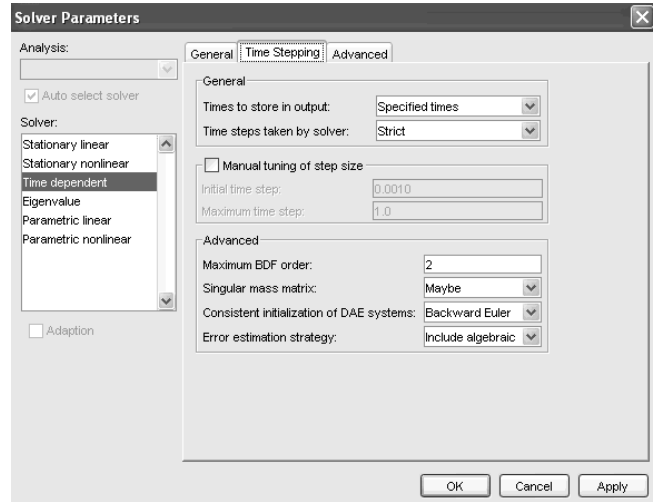 Solver Parameters
Analysis:
Auto select solver
Solver:
Stationary linear
Stationary nonlinear
Time dependent
Eigenvalue
Parametric linear
Parametric nonlinear
Adaption
General Time Stepping Advanced
General
Times to store in output: Specified times
Time steps taken by solver: Strict
Manual tuning of step size
Initial time step: 0.0010
Maximum time step: 1.0
Advanced
Maximum BDF order: 2
Singular mass matrix: Maybe
Consistent initialization of DAE systems: Backward Euler
Error estimation strategy: Include algebraic
OK Cancel Apply